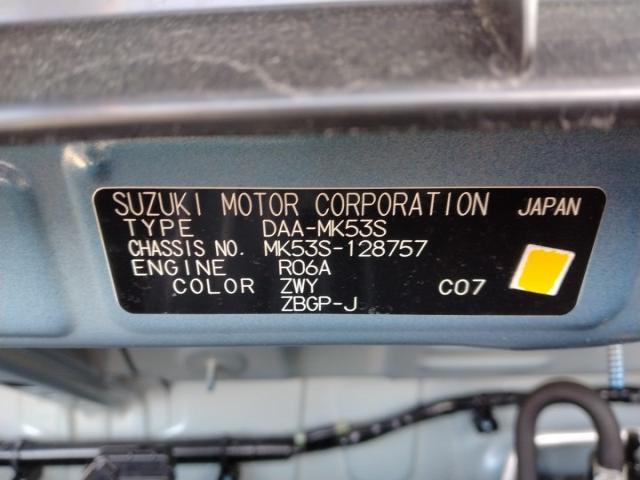 SUZUKI MOTOR CORPORATION JAPAN
TYPE DAA-MK53S
CHASSIS NO. MK53S-128757
ENGINE R06A
COLOR ZWY C07
ZBGP-J